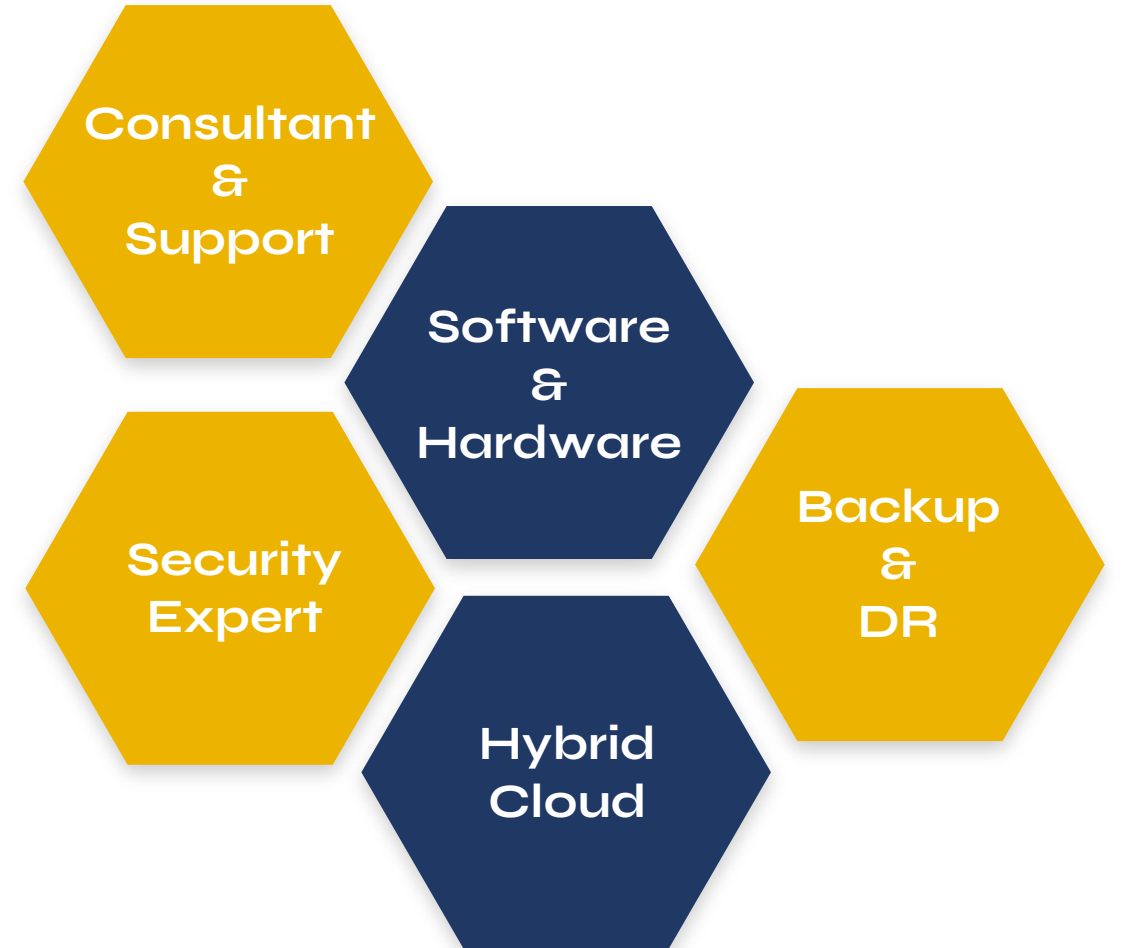 Consultant
&
Support
Software
&
Hardware
Security
Expert
Backup
&
DR
Hybrid
Cloud